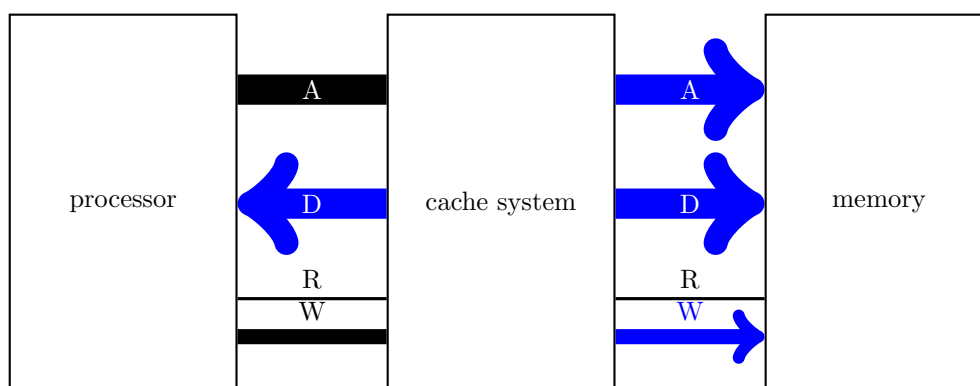 A A
D D
processor cache system memory
R R
W W